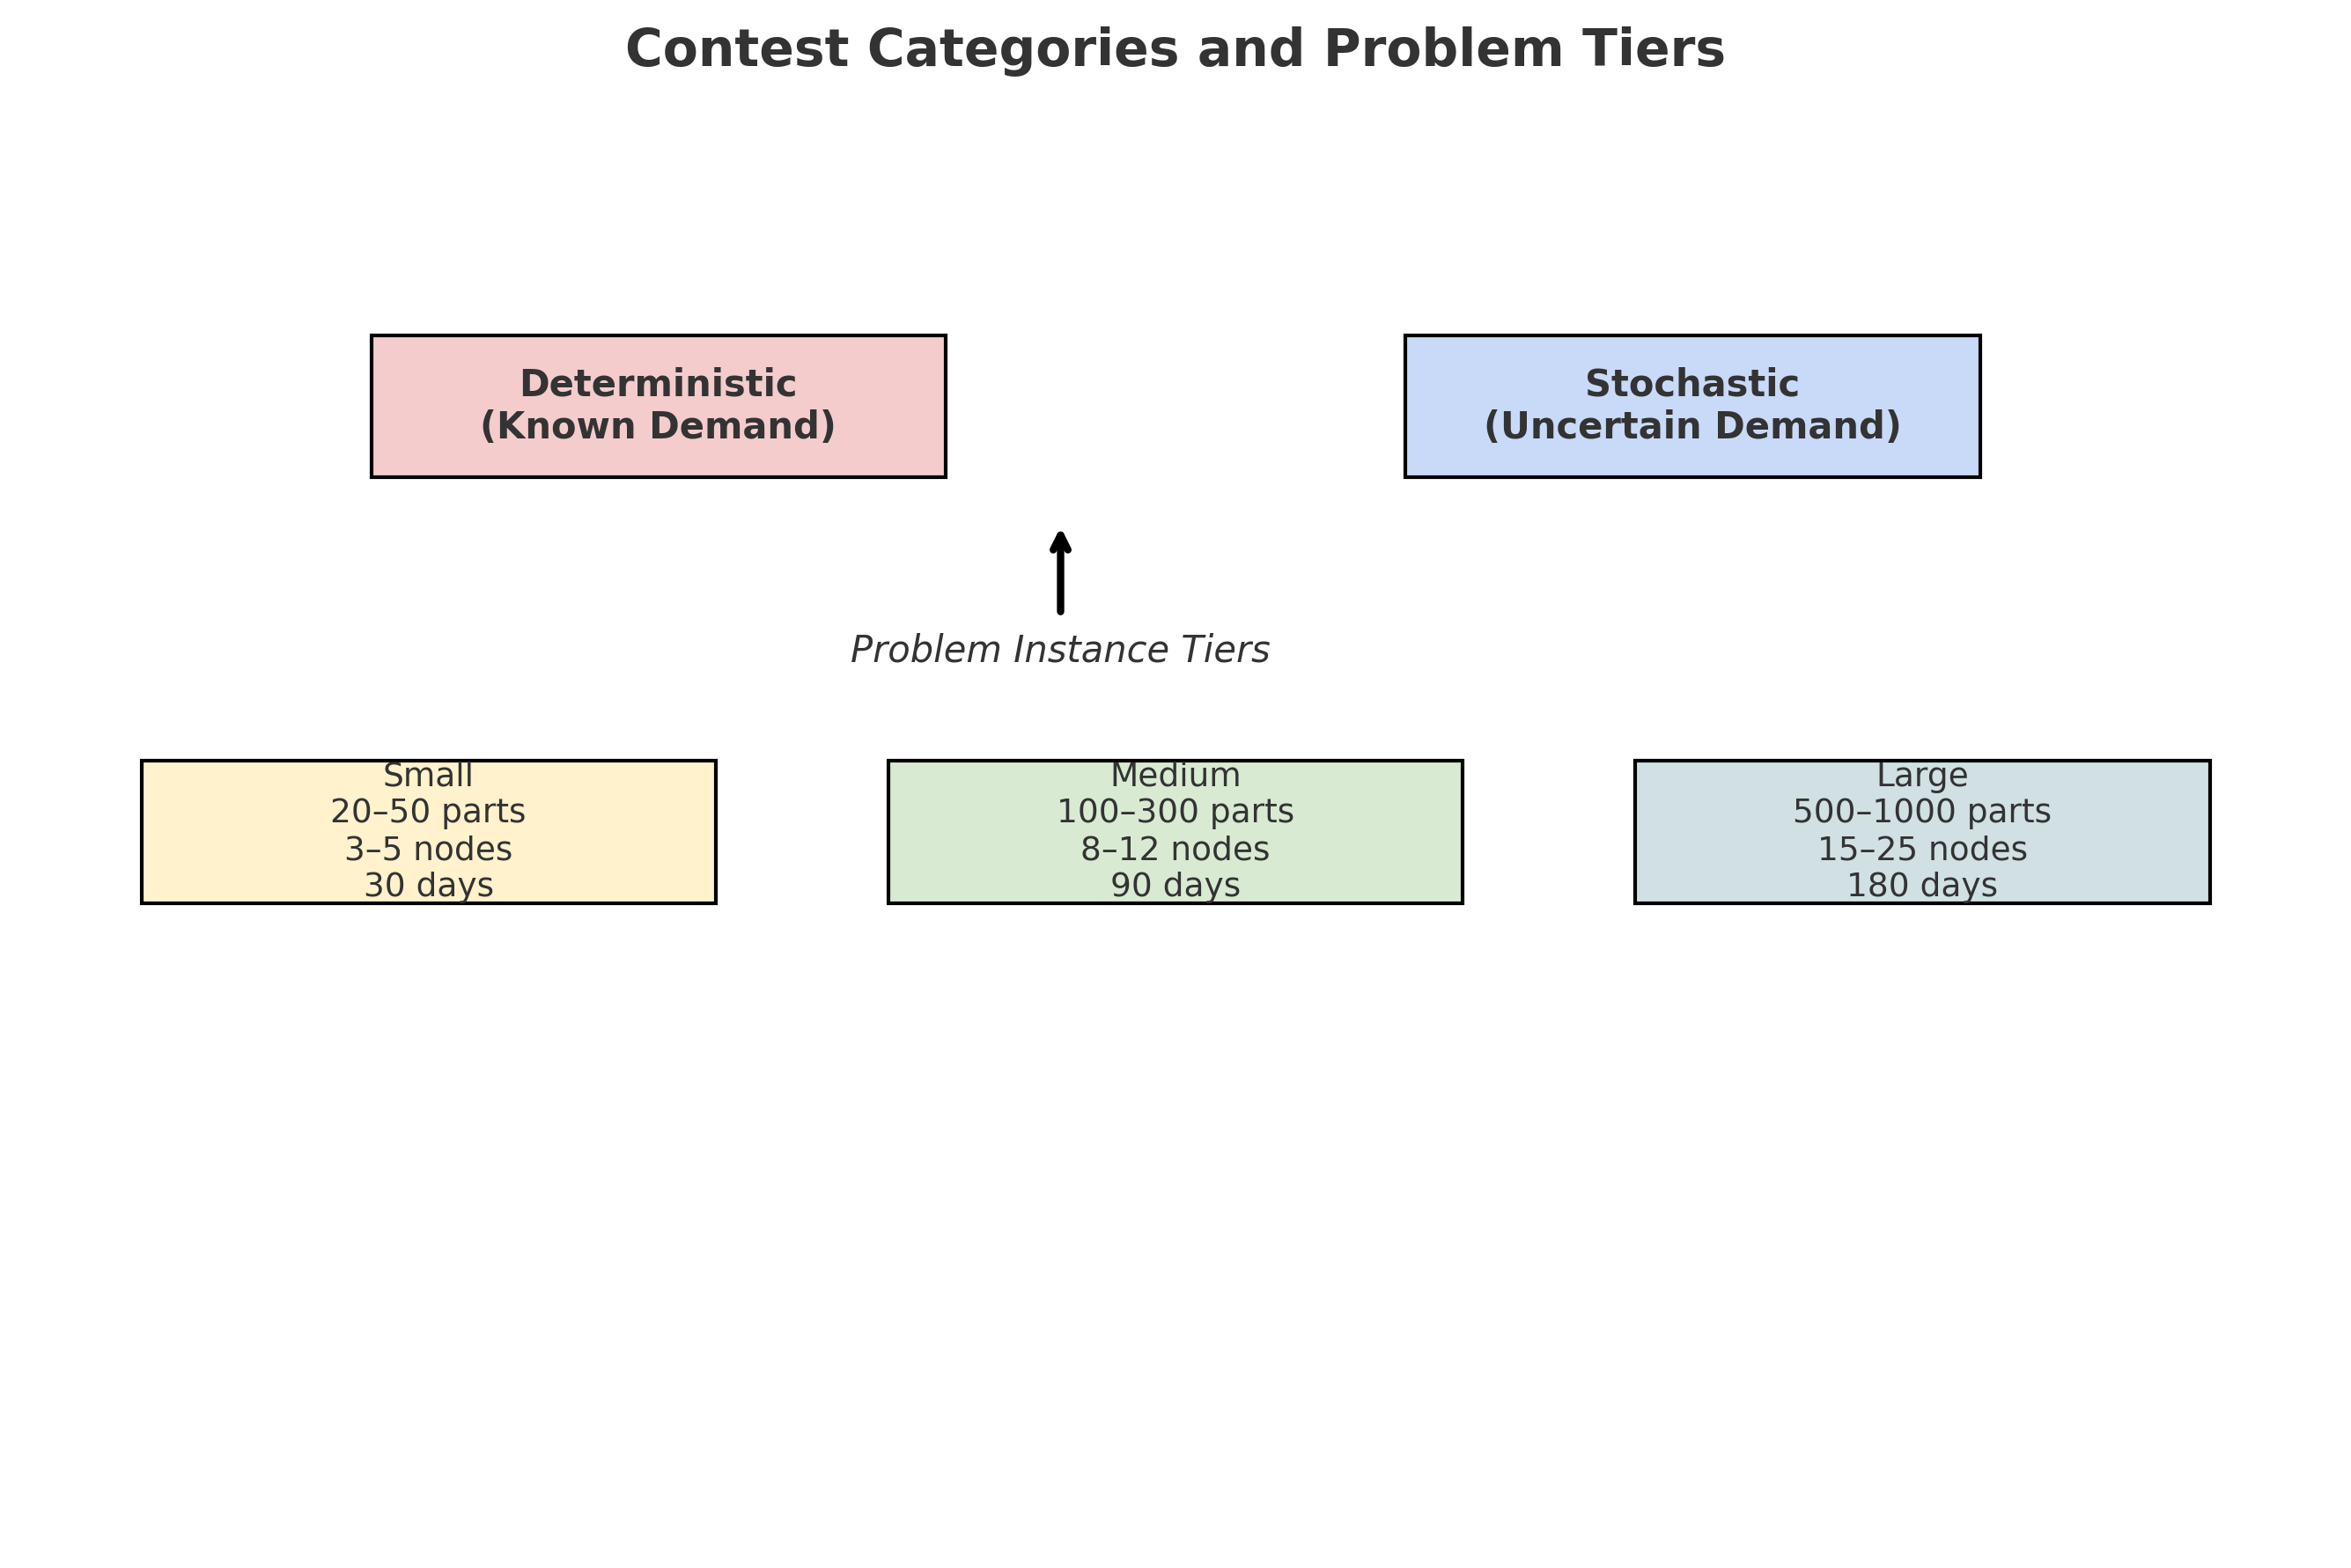 Contest Categories and Problem Tiers
Deterministic
(Known Demand)
Stochastic
(Uncertain Demand)
Problem Instance Tiers
Small
20–50 parts
3–5 nodes
30 days
Medium
100–300 parts
8–12 nodes
90 days
Large
500–1000 parts
15–25 nodes
180 days